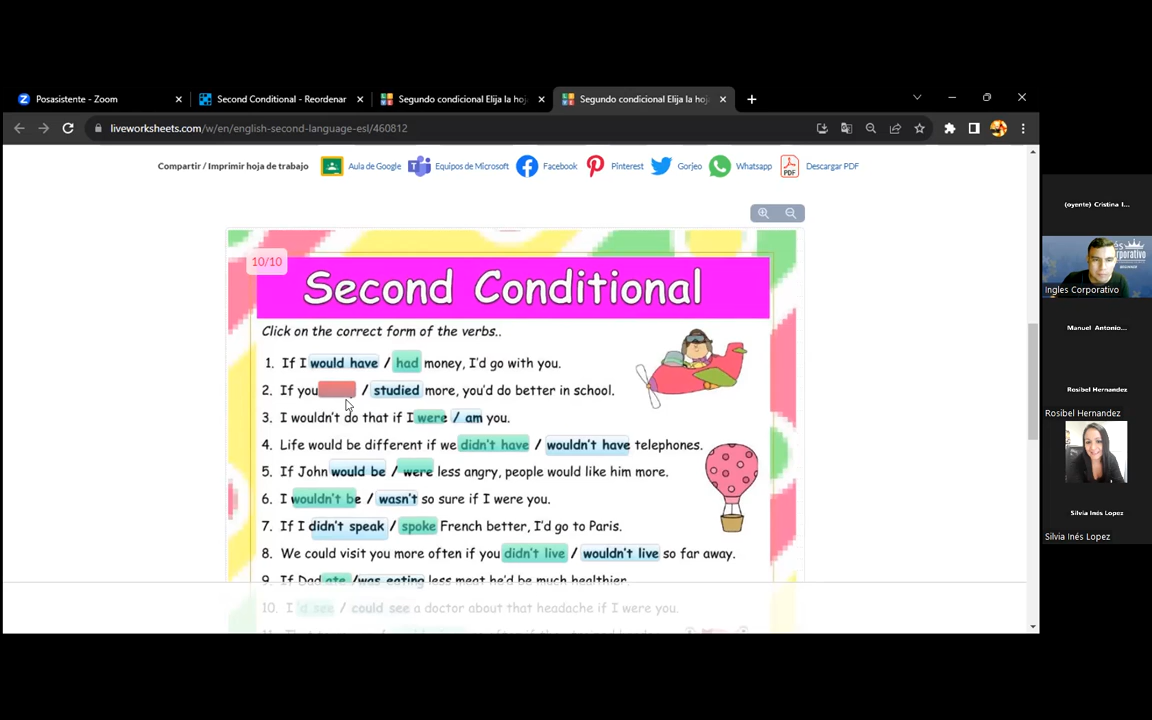 Posasistente - Zoom
Second Conditional - Reordenar
Segundo condicional Elija la ho
Segundo condicional Elija la ho
liveworksheets.com/w/en/english-second-language-esl/460812
Compartir / Imprimir hoja de trabajo
Aula de Google
Equipos de Microsoft
Facebook
Pinterest
Gorjeo
Whatsapp
PDF
Descargar PDF
10/10
Second Conditional
Click on the correct form of the verbs..
1. If I would have / had money, I'd go with you.
2. If you / studied more, you'd do better in school.
3. I wouldn't do that if I were / am you.
4. Life would be different if we didn't have / wouldn't have telephones.
5. If John would be / were less angry, people would like him more.
6. I wouldn't be / wasn't so sure if I were you.
7. If I didn't speak / spoke French better, I'd go to Paris.
8. We could visit you more often if you didn't live / wouldn't live so far away.
9. If Dad ate /was eating less meat he'd be much healthier.
10. I 'd see / could see a doctor about that headache if I were you.
(oyente) Cristina I...
Ingles Corporativo
Manuel Antonio...
Rosibel Hernandez
Rosibel Hernandez
Silvia Inés Lopez
Silvia Inés Lopez